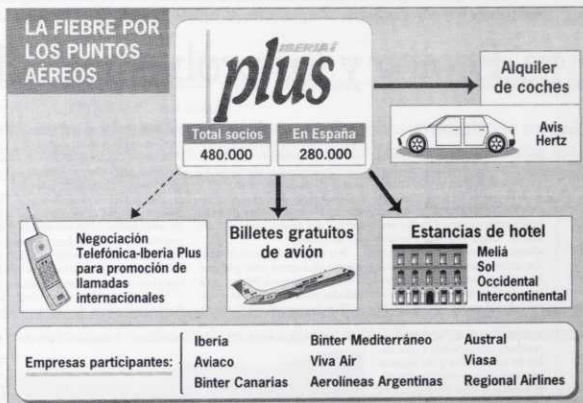 LA FIEBRE POR
LOS PUNTOS
AÉREOS
IBERIA
plus
Total socios
480.000
En España
280.000
Alquiler
de coches
Avis
Hertz
Negociación
Telefónica-Iberia Plus
para promoción de
llamadas
internacionales
Billetes gratuitos
de avión
Estancias de hotel
Meliá
Sol
Occidental
Intercontinental
Empresas participantes:
Iberia
Binter Mediterráneo
Austral
Aviaco
Viva Air
Viasa
Binter Canarias
Aerolíneas Argentinas
Regional Airlines